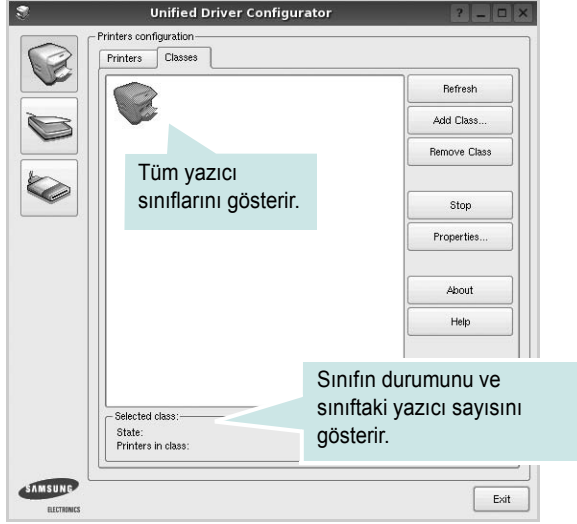 Unified Driver Configurator
Printers configuration
Printers
Classes
Refresh
Add Class...
Remove Class
Tüm yazıcı
sınıflarını gösterir.
Stop
Properties...
About
Help
Sınıfın durumunu ve
sınıftaki yazıcı sayısını
gösterir.
Selected class:
State:
Printers in class:
SAMSUNG
ELECTRONICS
Exit